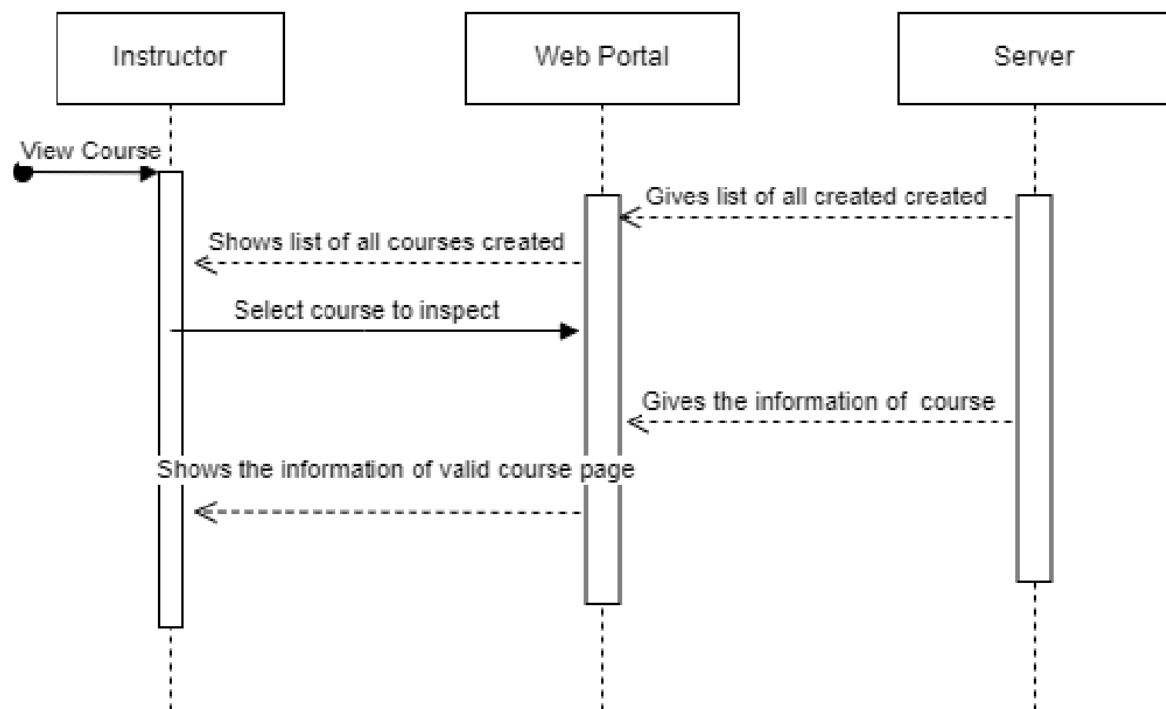 Instructor
Web Portal
Server
View Course
Gives list of all created created
Shows list of all courses created
Select course to inspect
Gives the information of course
Shows the information of valid course page